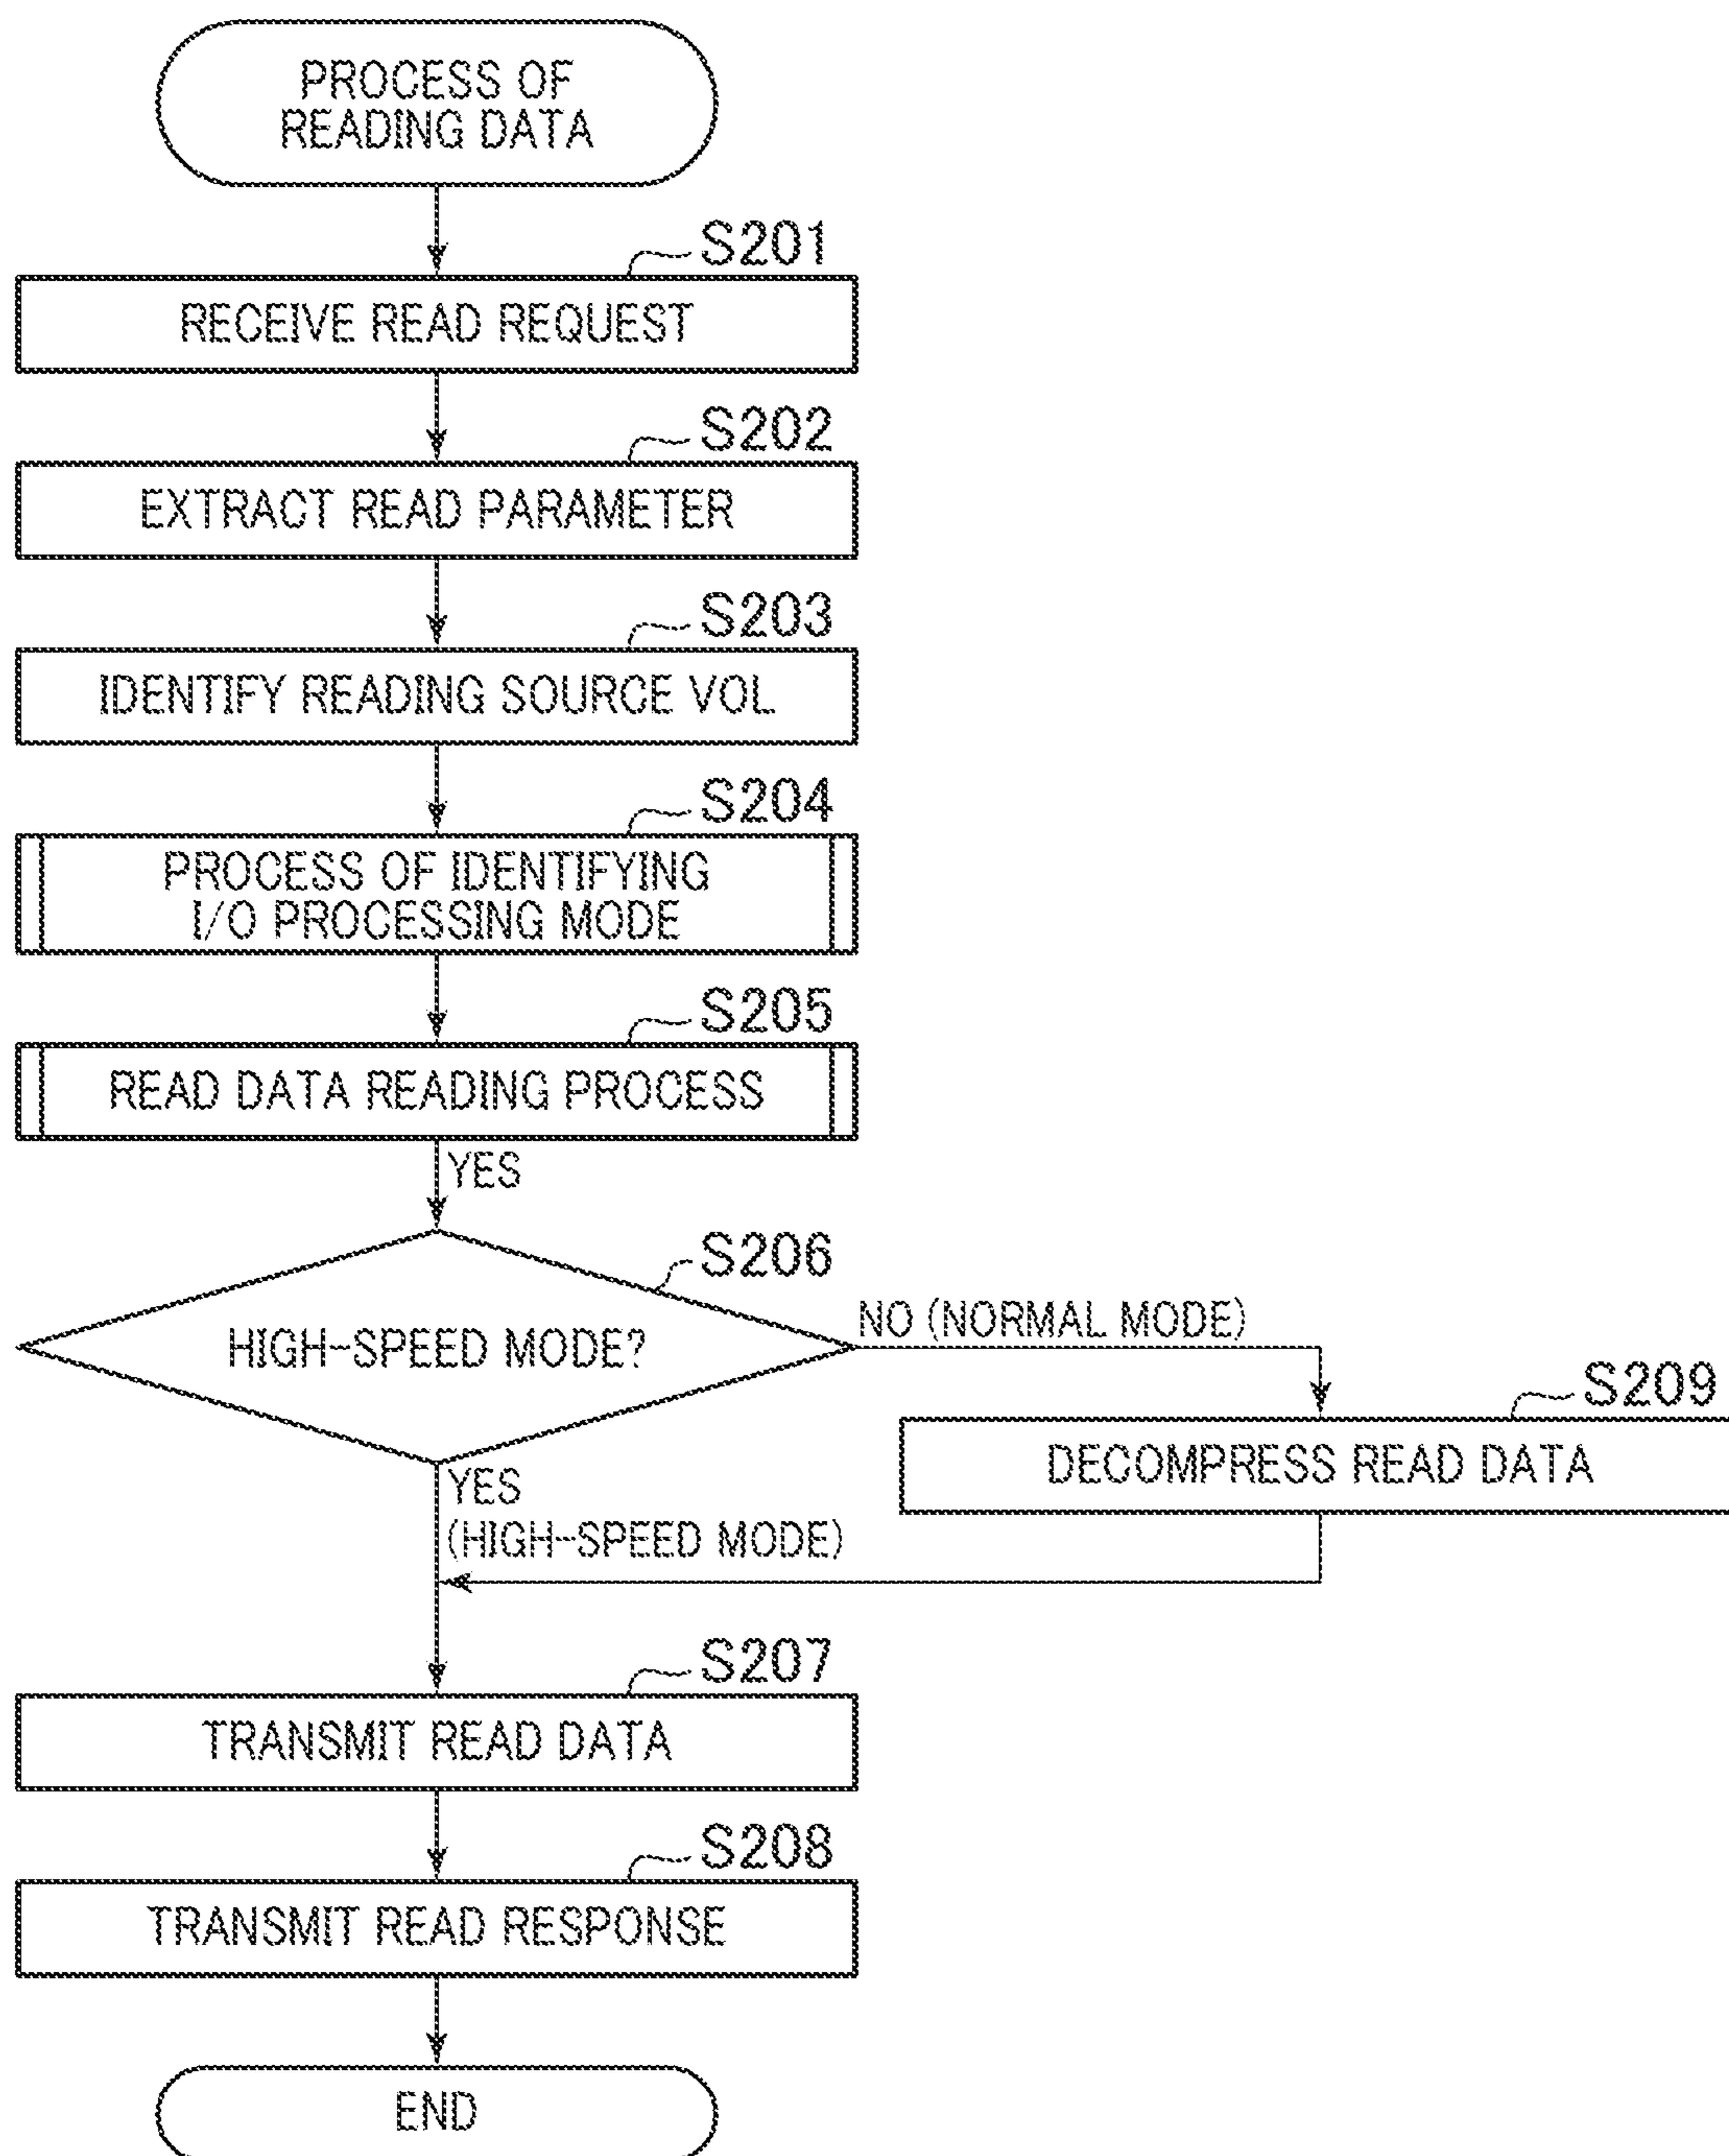 PROCESS OF
READING DATA
S201
RECEIVE READ REQUEST
S202
EXTRACT READ PARAMETER
S203
IDENTIFY READING SOURCE VOL
S204
PROCESS OF IDENTIFYING
I/O PROCESSING MODE
S205
READ DATA READING PROCESS
YES
S206
HIGH-SPEED MODE?
NO (NORMAL MODE)
S209
DECOMPRESS READ DATA
YES
(HIGH-SPEED MODE)
S207
TRANSMIT READ DATA
S208
TRANSMIT READ RESPONSE
END